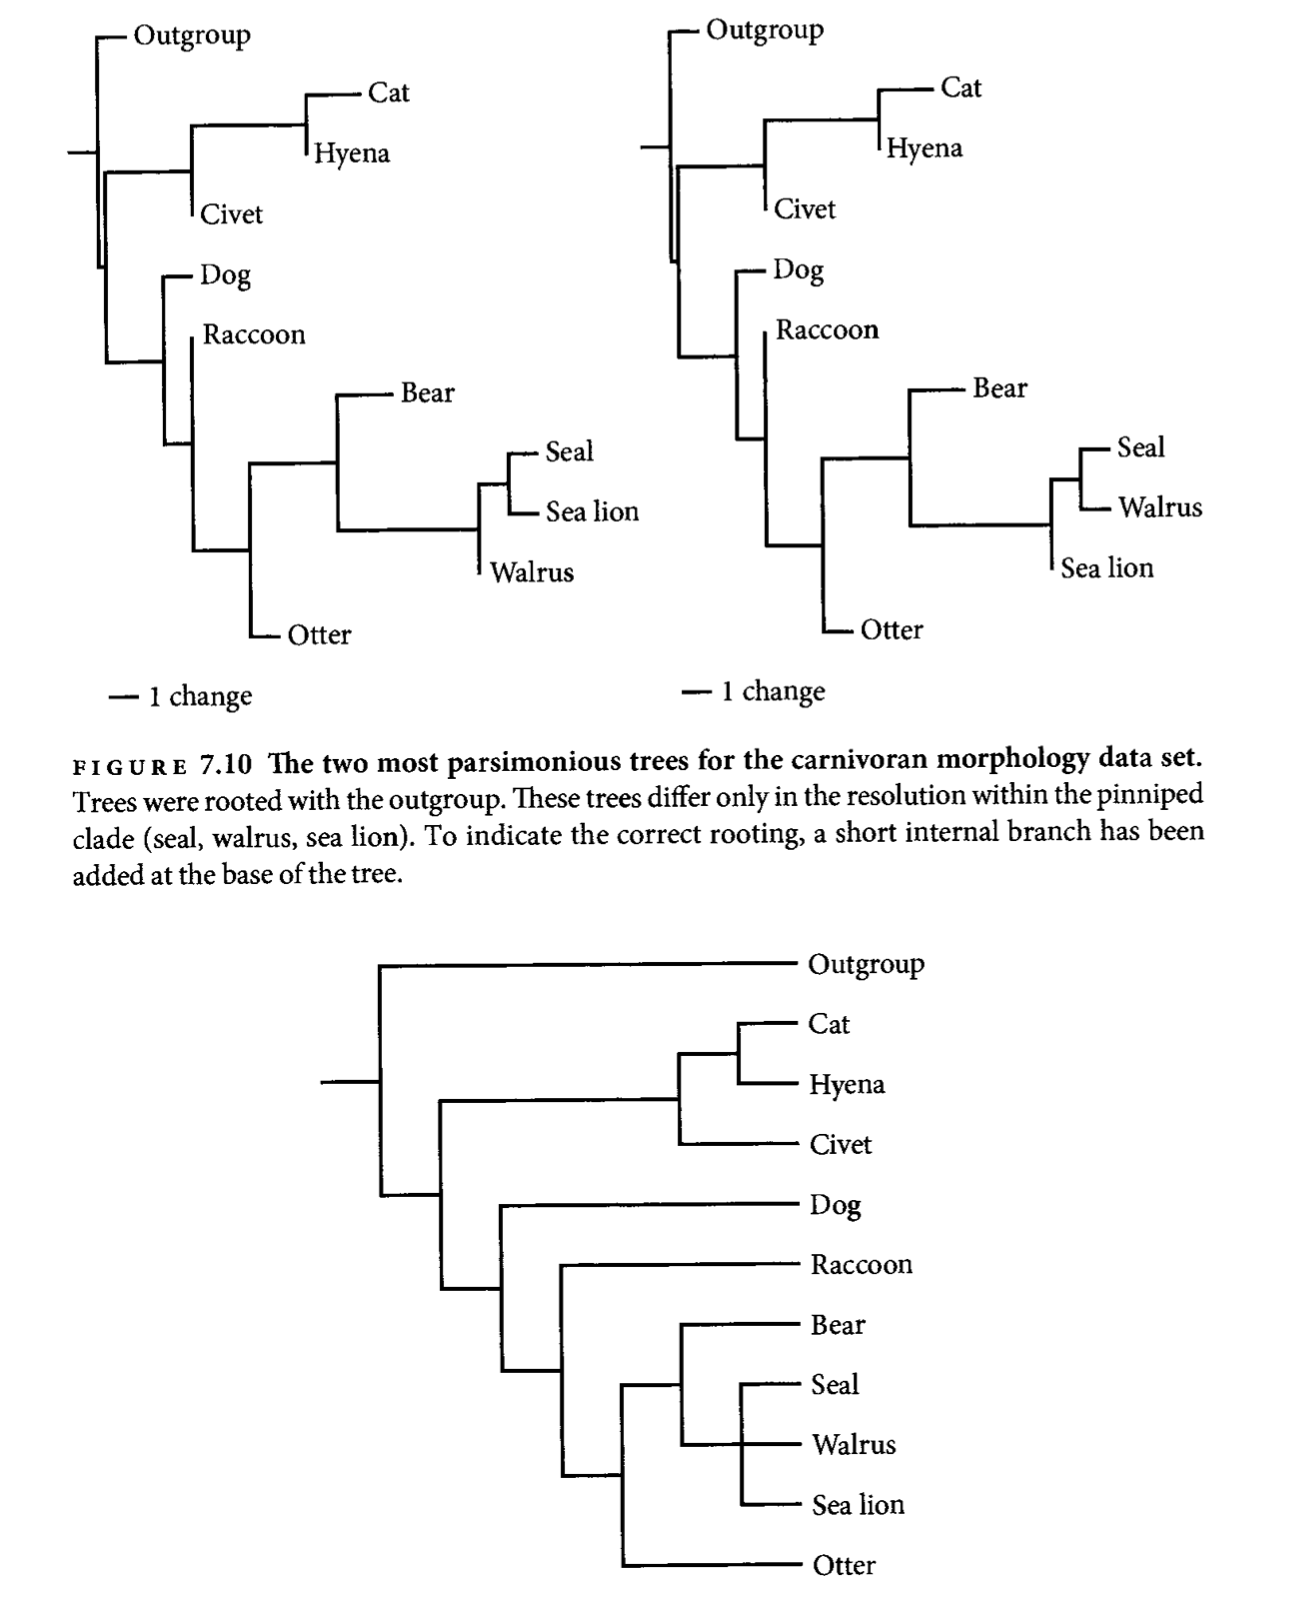 Outgroup
Cat
Hyena
Civet
Dog
Raccoon
Bear
Seal
Sea lion
Walrus
Otter
1 change
Outgroup
Cat
Hyena
Civet
Dog
Raccoon
Bear
Seal
Walrus
Sea lion
Otter
1 change
FIGURE 7.10 The two most parsimonious trees for the carnivoran morphology data set.
Trees were rooted with the outgroup. These trees differ only in the resolution within the pinniped
clade (seal, walrus, sea lion). To indicate the correct rooting, a short internal branch has been
added at the base of the tree.
Outgroup
Cat
Hyena
Civet
Dog
Raccoon
Bear
Seal
Walrus
Sea lion
Otter